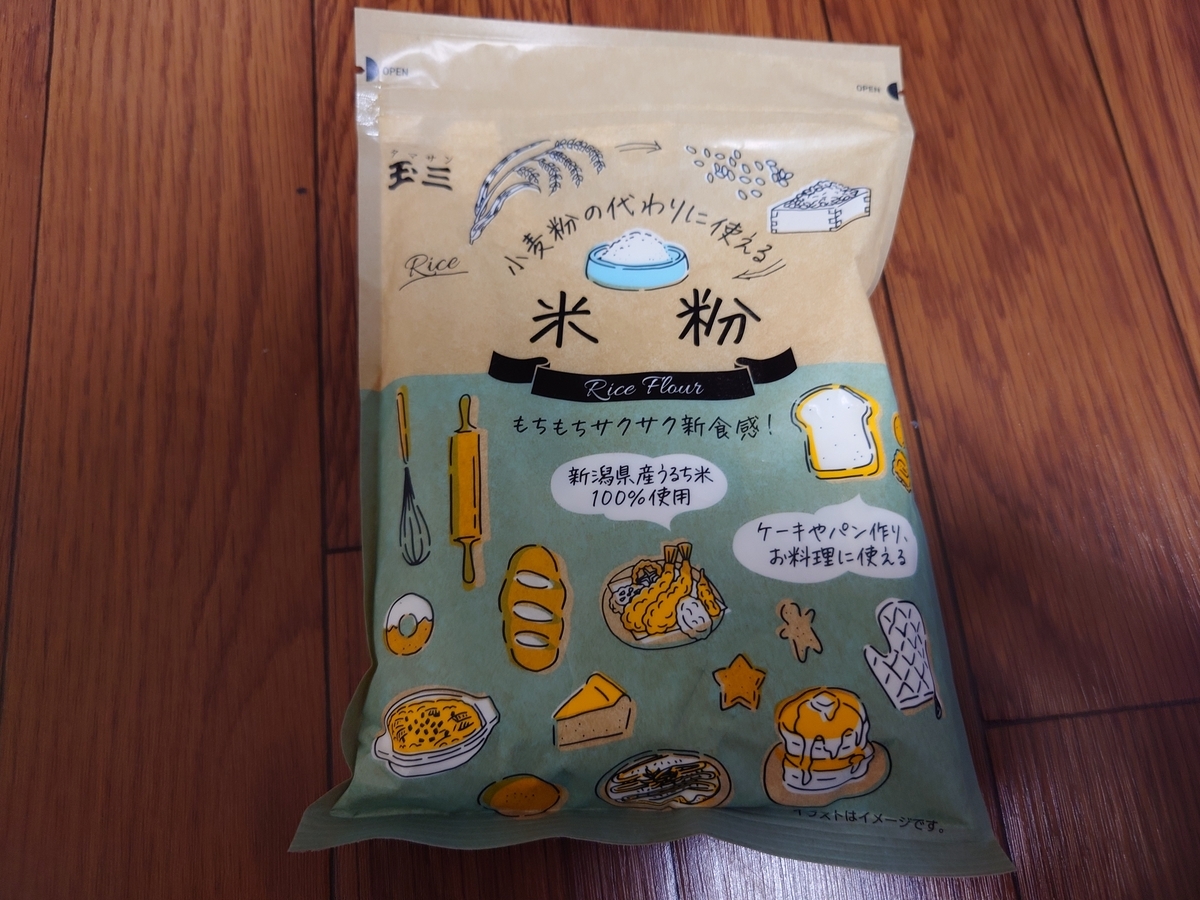 OPEN
OPEN
タマサン
玉三
小麦粉の代わりに使える
Rice
米粉
Rice Flour
もちもちサクサク新食感!
新潟県産うるち米
100%使用
ケーキやパン作り、
お料理に使える
イラストはイメージです。